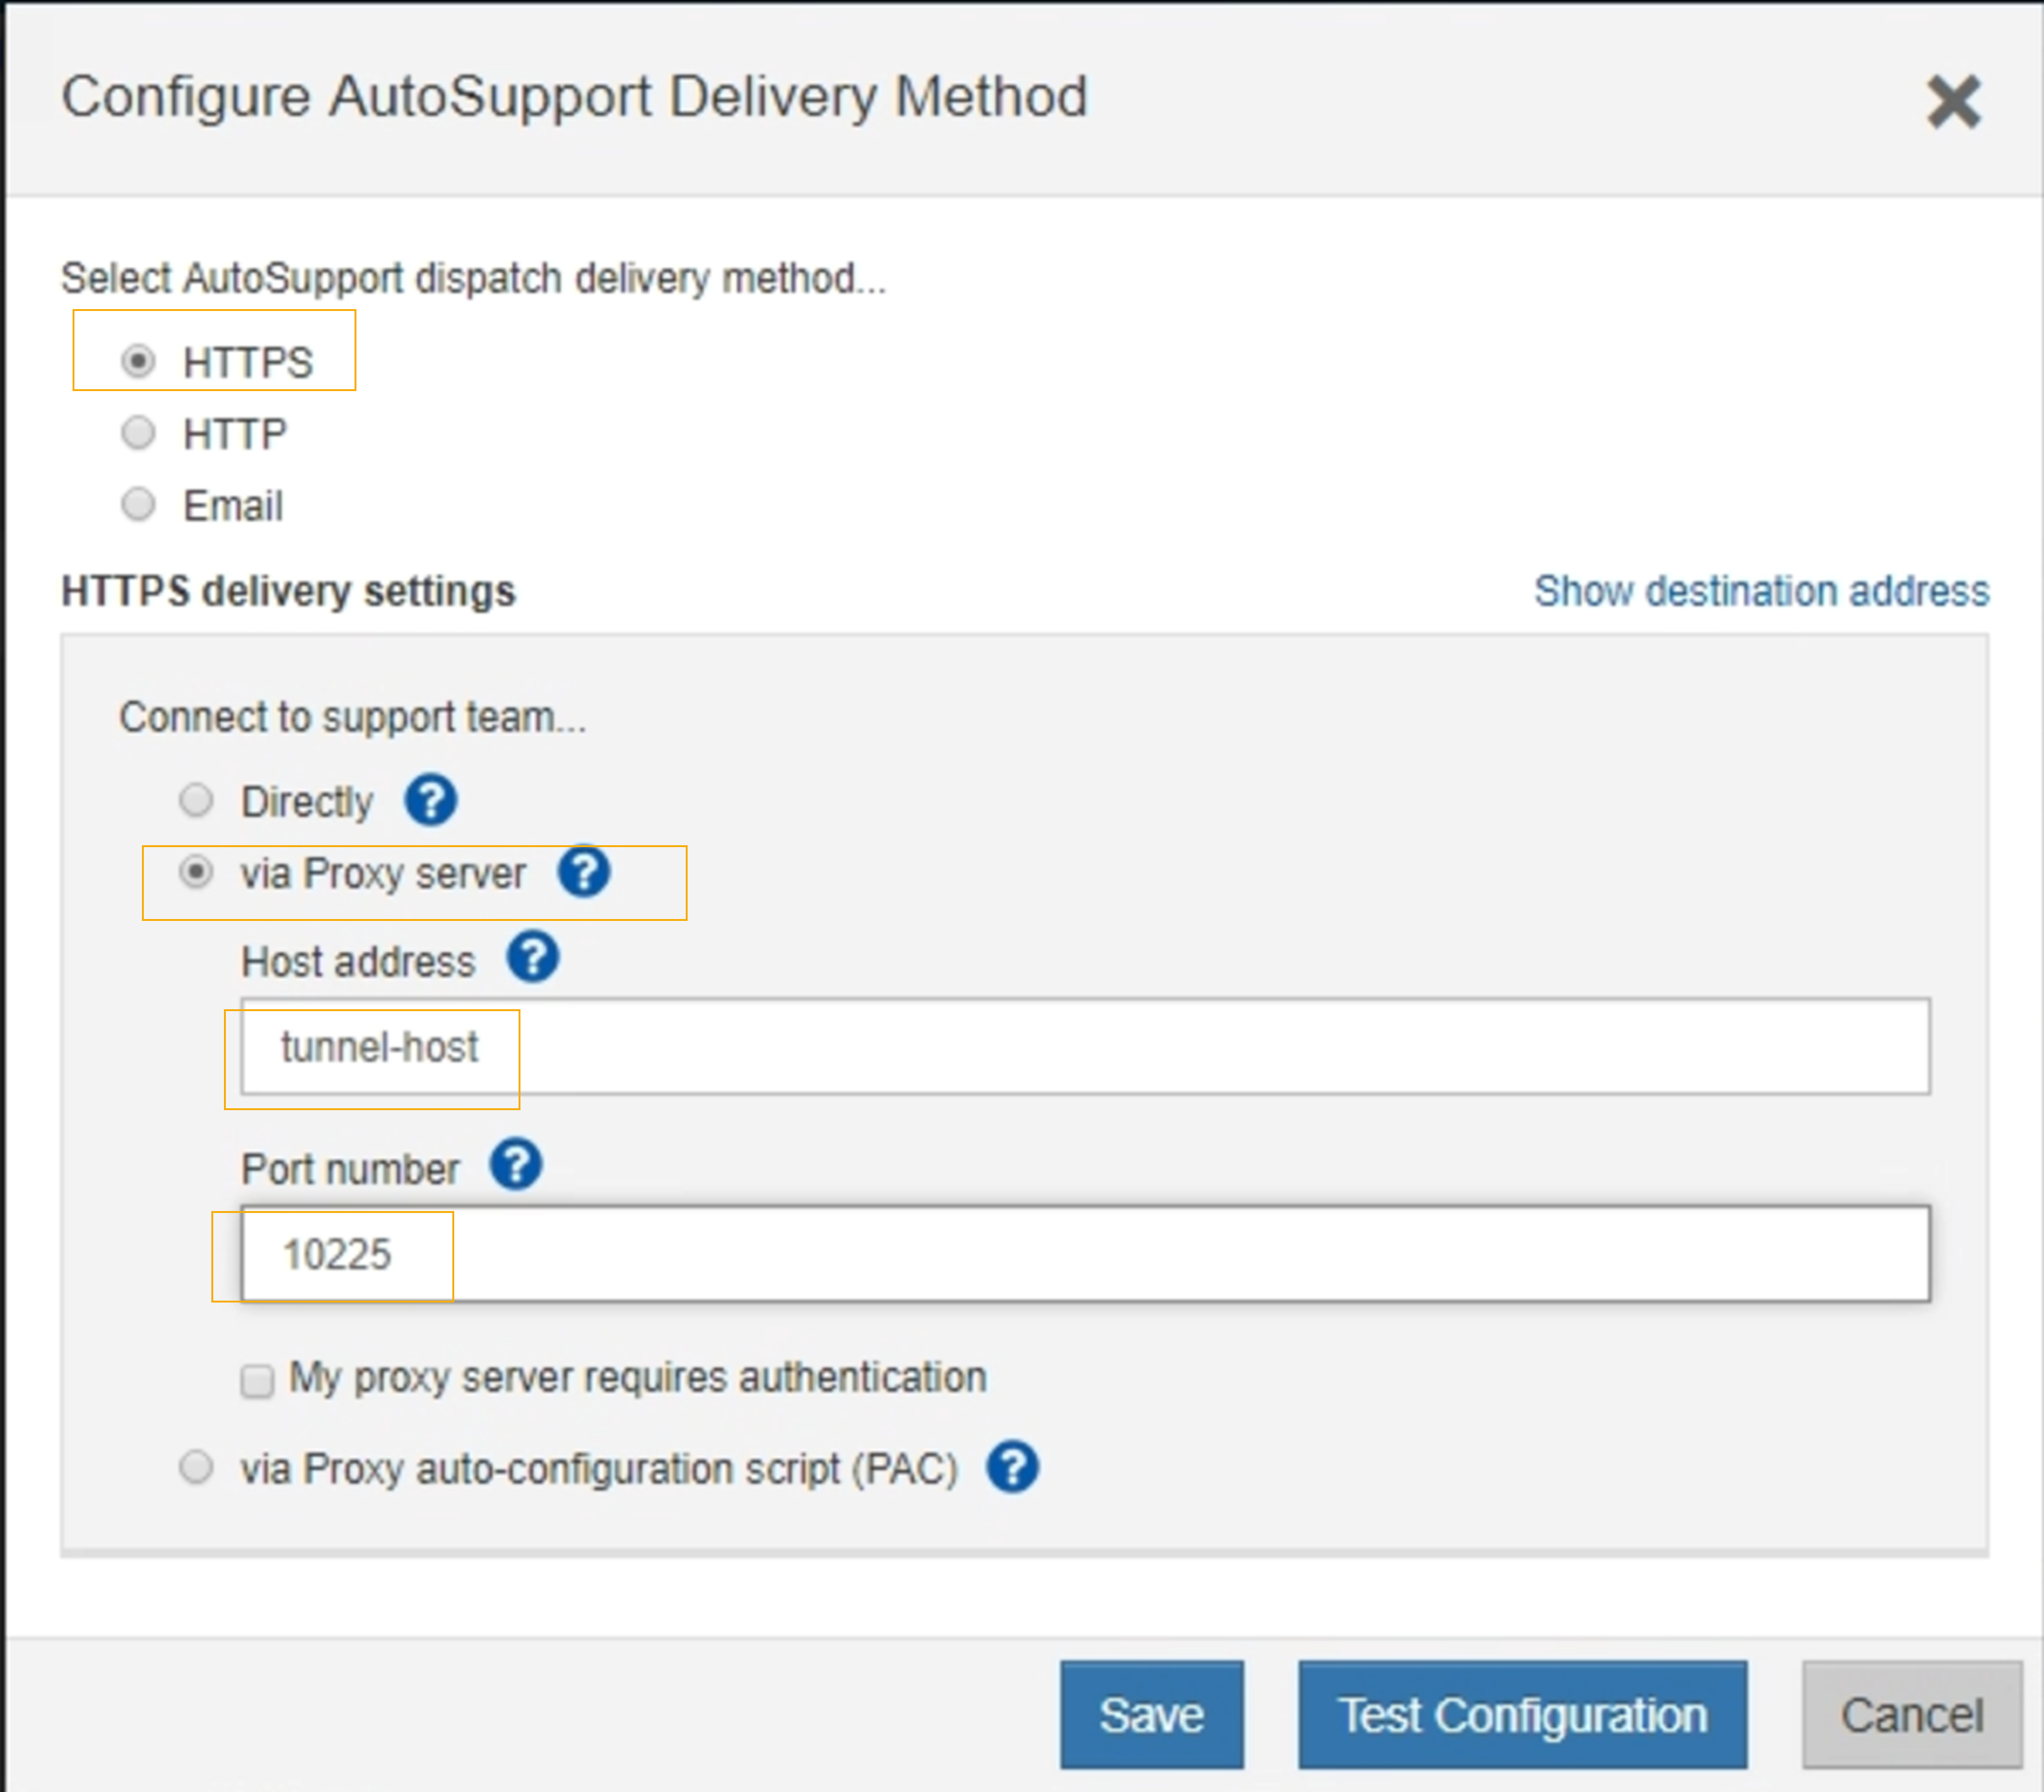 Configure AutoSupport Delivery Method
Select AutoSupport dispatch delivery method...
HTTPS
HTTP
Email
HTTPS delivery settings
Show destination address
Connect to support team...
Directly ?
via Proxy server ?
Host address ?
tunnel-host
Port number ?
10225
My proxy server requires authentication
via Proxy auto-configuration script (PAC) ?
Save
Test Configuration
Cancel